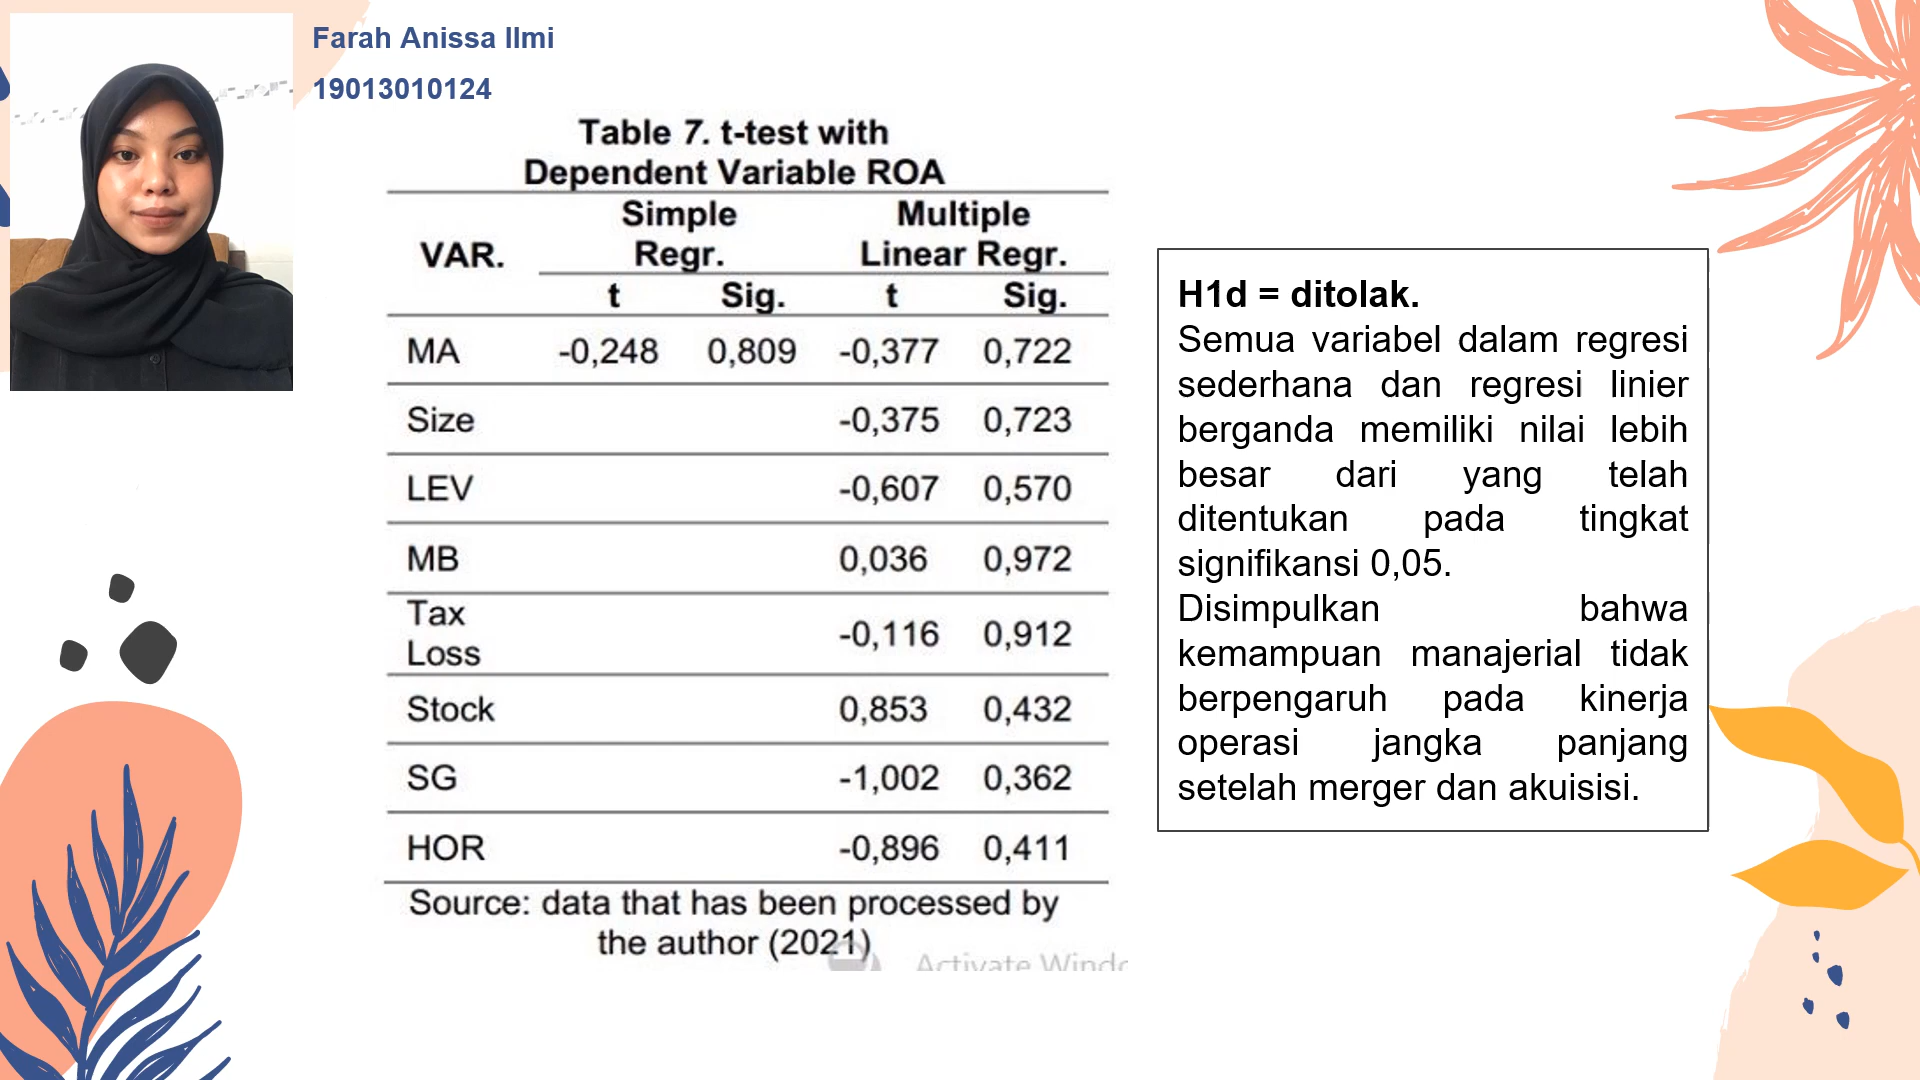 Farah Anissa Ilmi
19013010124
Table 7. t-test with
Dependent Variable ROA
VAR.
Simple Regr.
Multiple Linear Regr.
t Sig. t Sig.
MA -0,248 0,809 -0,377 0,722
Size -0,375 0,723
LEV -0,607 0,570
MB 0,036 0,972
Tax Loss -0,116 0,912
Stock 0,853 0,432
SG -1,002 0,362
HOR -0,896 0,411
Source: data that has been processed by
the author (2021)
Activate
H1d = ditolak.
Semua variabel dalam regresi
sederhana dan regresi linier
berganda memiliki nilai lebih
besar dari yang telah
ditentukan pada tingkat
signifikansi 0,05.
Disimpulkan bahwa
kemampuan manajerial tidak
berpengaruh pada kinerja
operasi jangka panjang
setelah merger dan akuisisi.